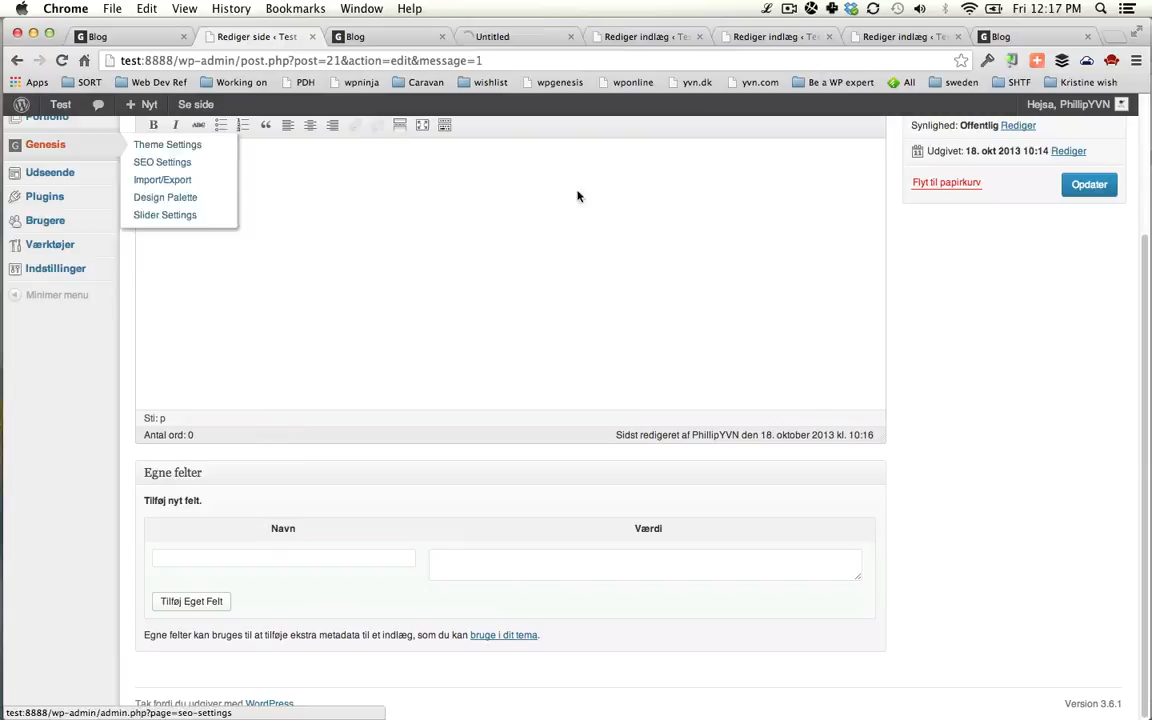 Chrome File Edit View History Bookmarks Window Help Fri 12:17 PM
Blog Rediger side ‹ Test Blog Untitled Rediger indlæg ‹ Te Rediger indlæg ‹ Te Rediger indlæg ‹ Te Blog
test:8888/wp-admin/post.php?post=21&action=edit&message=1
Apps SORT Web Dev Ref Working on PDH wpninja Caravan wishlist wpgenesis wponline yvn.dk yvn.com Be a WP expert All sweden SHTF Kristine wish
Test + Nyt Se side Hejsa, PhillipYVN
Portfolio
B I ABC
Synlighed: Offentlig Rediger
Genesis
Theme Settings
Udgivet: 18. okt 2013 10:14 Rediger
SEO Settings
Udseende
Import/Export
Flyt til papirkurv Opdater
Plugins
Design Palette
Brugere
Slider Settings
Værktøjer
Indstillinger
Minimer menu
Sti: p
Antal ord: 0 Sidst redigeret af PhillipYVN den 18. oktober 2013 kl. 10:16
Egne felter
Tilføj nyt felt.
Navn Værdi
Tilføj Eget Felt
Egne felter kan bruges til at tilføje ekstra metadata til et indlæg, som du kan bruge i dit tema.
Tak fordi du udgiver med WordPress. Version 3.6.1
test:8888/wp-admin/admin.php?page=seo-settings